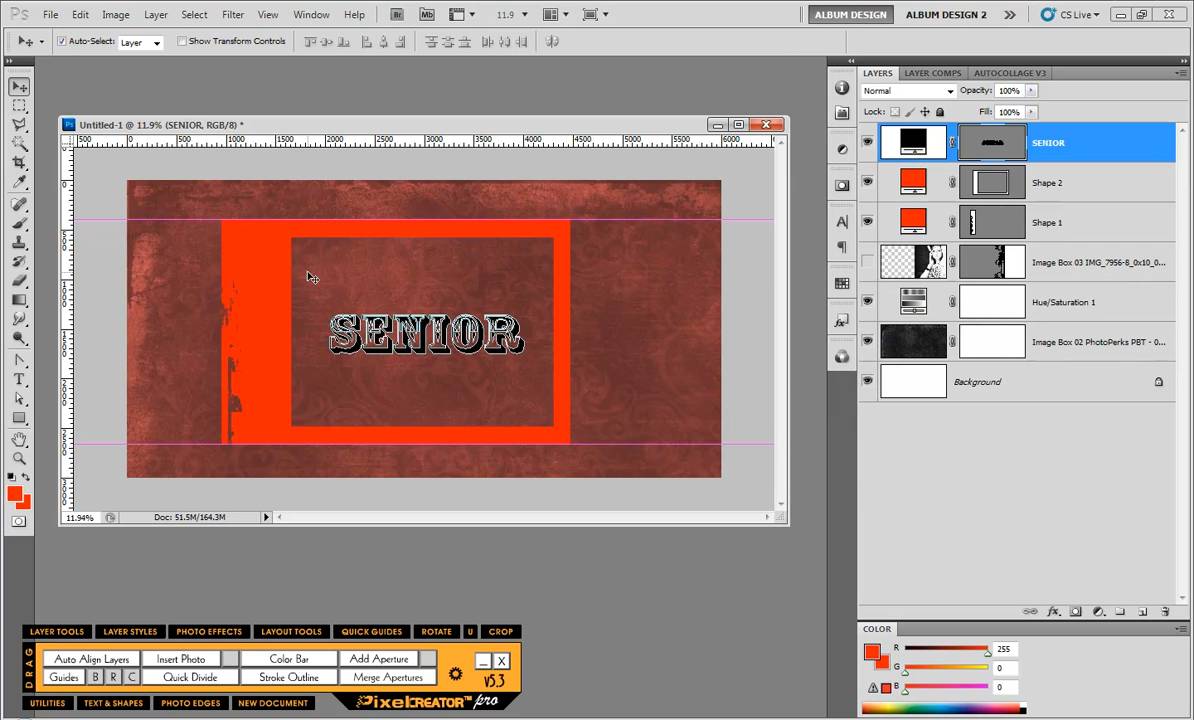 Ps File Edit Image Layer Select Filter View Window Help Br Mb 11.9 ALBUM DESIGN ALBUM DESIGN 2 CS Live
Auto-Select: Layer Show Transform Controls
LAYERS LAYER COMPS AUTOCOLLAGE V3
Normal Opacity: 100%
Lock: Fill: 100%
Ps Untitled-1 @ 11.9% (SENIOR, RGB/8) *
500 0 500 1000 1500 2000 2500 3000 3500 4000 4500 5000 5500 6000
SENIOR
SENIOR
Shape 2
Shape 1
Image Box 03 IMG_7956-8_0x10_0...
Hue/Saturation 1
Image Box 02 PhotoPerks PBT - 0...
Background
11.94% Doc: 51.5M/164.3M
LAYER TOOLS LAYER STYLES PHOTO EFFECTS LAYOUT TOOLS QUICK GUIDES ROTATE U CROP
DRAG
Auto Align Layers Insert Photo Color Bar Add Aperture _ X
Guides B R C Quick Divide Stroke Outline Merge Apertures v5.3
UTILITIES TEXT & SHAPES PHOTO EDGES NEW DOCUMENT PixelCREATOR pro
COLOR
R 255
G 0
B 0